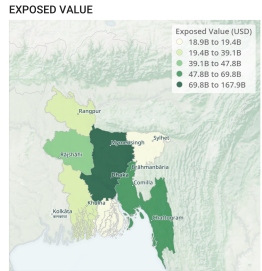 EXPOSED VALUE
Exposed Value (USD)
18.9B to 19.4B
19.4B to 39.1B
39.1B to 47.8B
47.8B to 69.8B
69.8B to 167.9B
Rangpur
Sylhet
Mymensingh
Rajshahi
Brāhmanbāria
Dhaka
Comilla
Khulna
Kolkata
Chattogram